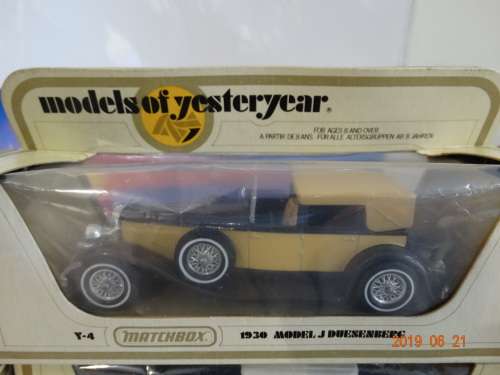 models of yesteryear®
FOR AGES 8 AND OVER
A PARTIR DE 8 ANS FÜR ALLE ALTERSGRUPPEN AB 8 JAHREN
Y-4 MATCHBOX 1930 MODEL J DUESENBERG
2019 06 21